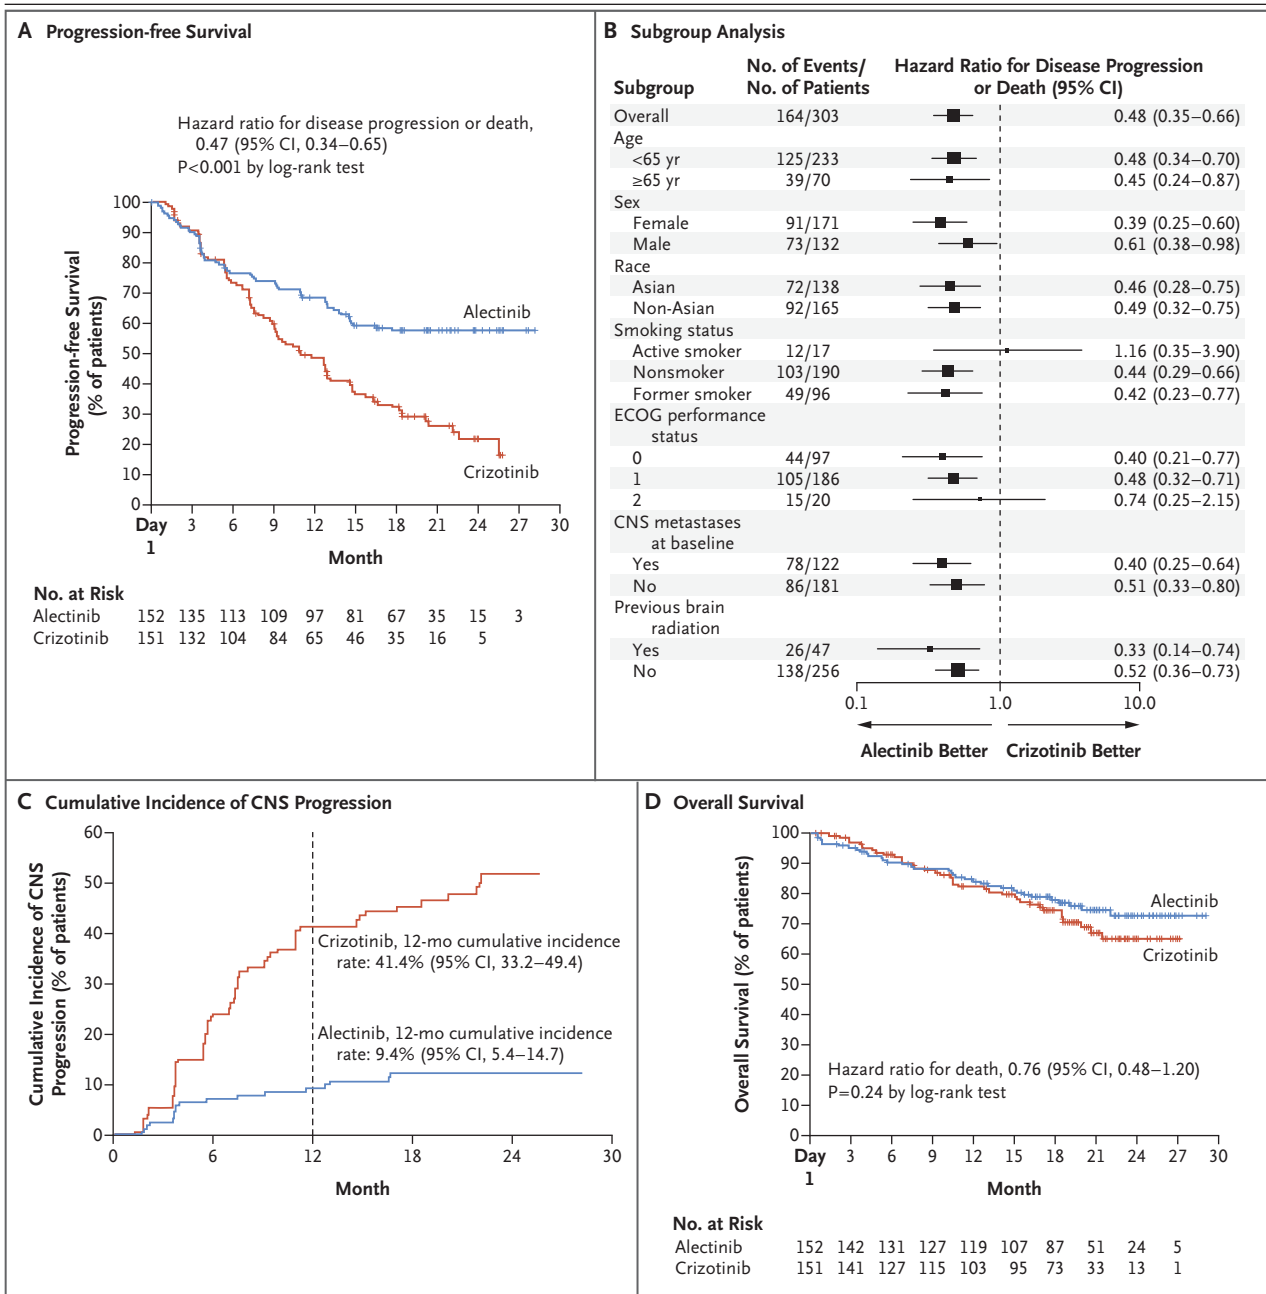 A Progression-free Survival
Hazard ratio for disease progression or death,
0.47 (95% CI, 0.34–0.65)
P<0.001 by log-rank test
Progression-free Survival
(% of patients)
100
90
80
70
60
50
40
30
20
10
0
Alectinib
Crizotinib
Day 1 3 6 9 12 15 18 21 24 27 30
Month
No. at Risk
Alectinib 152 135 113 109 97 81 67 35 15 3
Crizotinib 151 132 104 84 65 46 35 16 5
B Subgroup Analysis
Subgroup No. of Events/ No. of Patients Hazard Ratio for Disease Progression or Death (95% CI)
Overall 164/303 0.48 (0.35–0.66)
Age
<65 yr 125/233 0.48 (0.34–0.70)
≥65 yr 39/70 0.45 (0.24–0.87)
Sex
Female 91/171 0.39 (0.25–0.60)
Male 73/132 0.61 (0.38–0.98)
Race
Asian 72/138 0.46 (0.28–0.75)
Non-Asian 92/165 0.49 (0.32–0.75)
Smoking status
Active smoker 12/17 1.16 (0.35–3.90)
Nonsmoker 103/190 0.44 (0.29–0.66)
Former smoker 49/96 0.42 (0.23–0.77)
ECOG performance
status
0 44/97 0.40 (0.21–0.77)
1 105/186 0.48 (0.32–0.71)
2 15/20 0.74 (0.25–2.15)
CNS metastases
at baseline
Yes 78/122 0.40 (0.25–0.64)
No 86/181 0.51 (0.33–0.80)
Previous brain
radiation
Yes 26/47 0.33 (0.14–0.74)
No 138/256 0.52 (0.36–0.73)
0.1 1.0 10.0
Alectinib Better Crizotinib Better
C Cumulative Incidence of CNS Progression
Cumulative Incidence of CNS
Progression (% of patients)
60
50
40
30
20
10
0
Crizotinib, 12-mo cumulative incidence
rate: 41.4% (95% CI, 33.2–49.4)
Alectinib, 12-mo cumulative incidence
rate: 9.4% (95% CI, 5.4–14.7)
0 6 12 24 30
Month
D Overall Survival
Overall Survival (% of patients)
100
90
80
70
60
50
40
30
20
10
0
Alectinib
Crizotinib
Hazard ratio for death, 0.76 (95% CI, 0.48–1.20)
P=0.24 by log-rank test
Day 1 3 6 9 12 15 18 21 24 27 30
Month
No. at Risk
Alectinib 152 142 131 127 119 107 87 51 24 5
Crizotinib 151 141 127 115 103 95 73 33 13 1